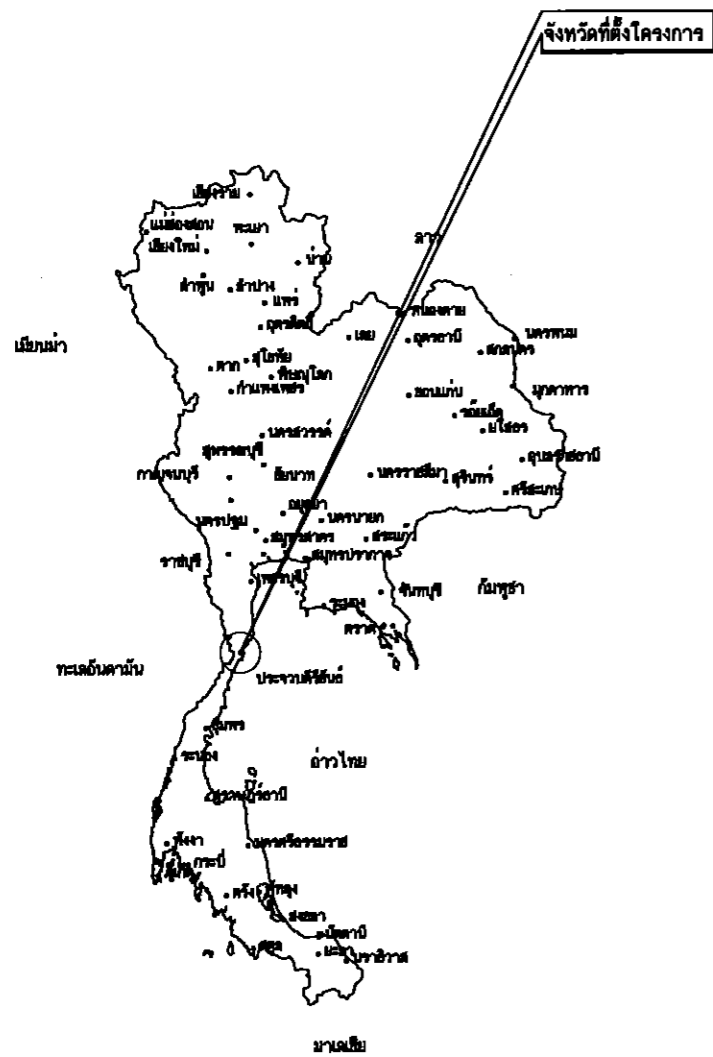 จังหวัดที่ตั้งโครงการ
เชียงราย
แม่ฮ่องสอน
พะเยา
ลาว
เชียงใหม่
น่าน
ลำพูน
ลำปาง
แพร่
หนองคาย
อุตรดิตถ์
เลย
อุดรธานี
นครพนม
เมียนม่า
สกลนคร
สุโขทัย
ตาก
พิษณุโลก
กำแพงเพชร
ขอนแก่น
มุกดาหาร
ร้อยเอ็ด
ยโสธร
นครสวรรค์
สุพรรณบุรี
อุบลราชธานี
กาญจนบุรี
ชัยนาท
นครราชสีมา
สุรินทร์
ศรีสะเกษ
อยุธยา
นครนายก
นครปฐม
สมุทรสาคร
สระแก้ว
ราชบุรี
สมุทรปราการ
เพชรบุรี
จันทบุรี
กัมพูชา
ระยอง
ตราด
ทะเลอันดามัน
ประจวบคีรีขันธ์
ชุมพร
ระนอง
อ่าวไทย
สุราษฎร์ธานี
พังงา
นครศรีธรรมราช
กระบี่
ตรัง
พัทลุง
สงขลา
ปัตตานี
สตูล
ยะลา
นราธิวาส
มาเลเซีย